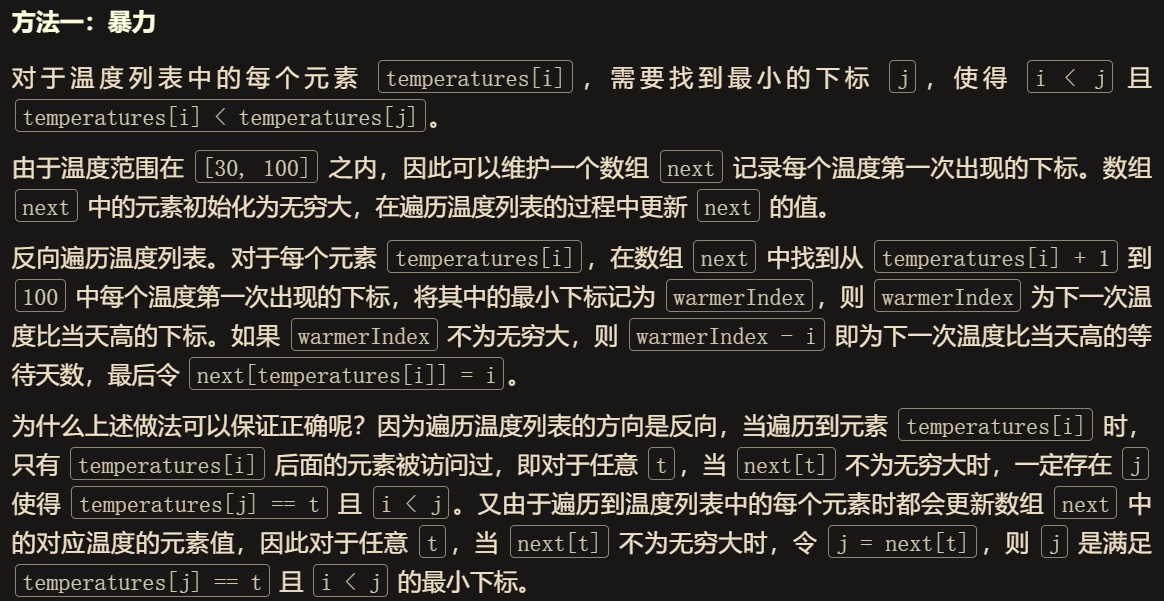 方法一：暴力
对于温度列表中的每个元素 temperatures[i] ，需要找到最小的下标 j ，使得 i < j 且
temperatures[i] < temperatures[j] 。
由于温度范围在 [30, 100] 之内，因此可以维护一个数组 next 记录每个温度第一次出现的下标。数组
next 中的元素初始化为无穷大，在遍历温度列表的过程中更新 next 的值。
反向遍历温度列表。对于每个元素 temperatures[i] ，在数组 next 中找到从 temperatures[i] + 1 到
100 中每个温度第一次出现的下标，将其中的最小下标记为 warmerIndex ，则 warmerIndex 为下一次温
度比当天高的下标。如果 warmerIndex 不为无穷大，则 warmerIndex - i 即为下一次温度比当天高的等
待天数，最后令 next[temperatures[i]] = i 。
为什么上述做法可以保证正确呢？因为遍历温度列表的方向是反向，当遍历到元素 temperatures[i] 时，
只有 temperatures[i] 后面的元素被访问过，即对于任意 t ，当 next[t] 不为无穷大时，一定存在 j
使得 temperatures[j] == t 且 i < j 。又由于遍历到温度列表中的每个元素时都会更新数组 next 中
的对应温度的元素值，因此对于任意 t ，当 next[t] 不为无穷大时，令 j = next[t] ，则 j 是满足
temperatures[j] == t 且 i < j 的最小下标。